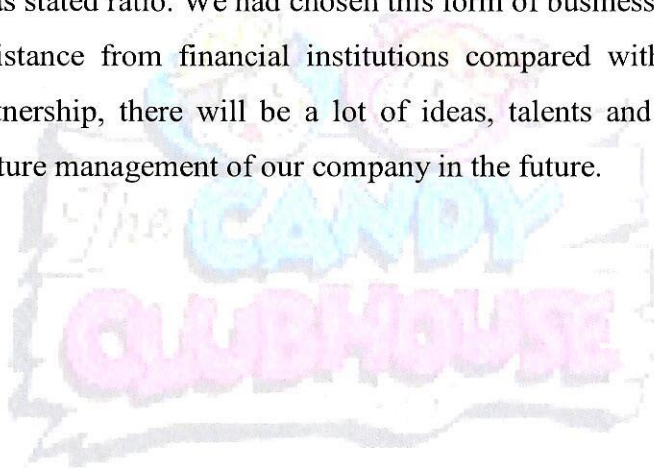 as stated ratio. We had chosen this form of business
istance from financial institutions compared with
tnership, there will be a lot of ideas, talents and
ture management of our company in the future.
The
CANDY
CLUBHOUSE